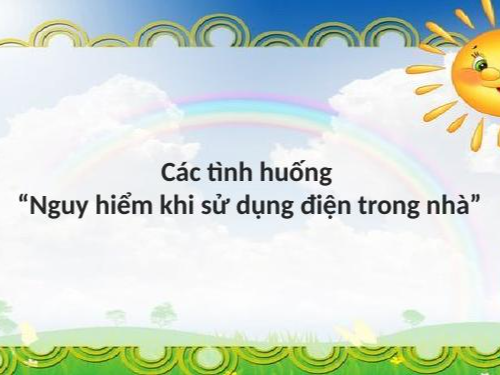 Các tình huống
“Nguy hiểm khi sử dụng điện trong nhà”